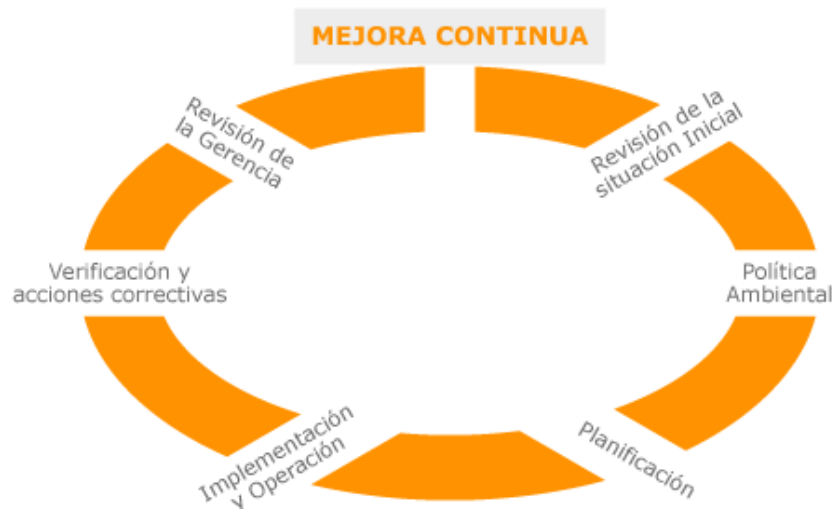 MEJORA CONTINUA
Revisión de la
situación Inicial
Política
Ambiental
Planificación
Implementación
y Operación
Verificación y
acciones correctivas
Revisión de
la Gerencia